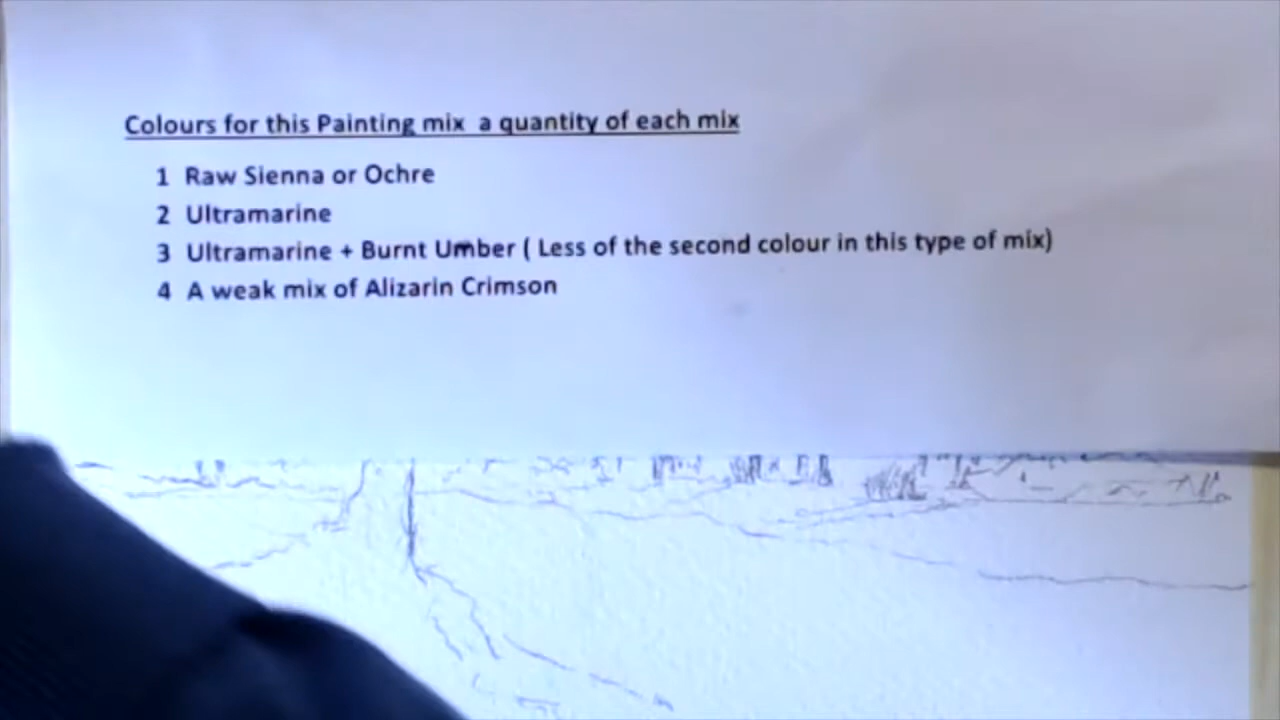 Colours for this Painting mix a quantity of each mix
1 Raw Sienna or Ochre
2 Ultramarine
3 Ultramarine + Burnt Umber ( Less of the second colour in this type of mix)
4 A weak mix of Alizarin Crimson